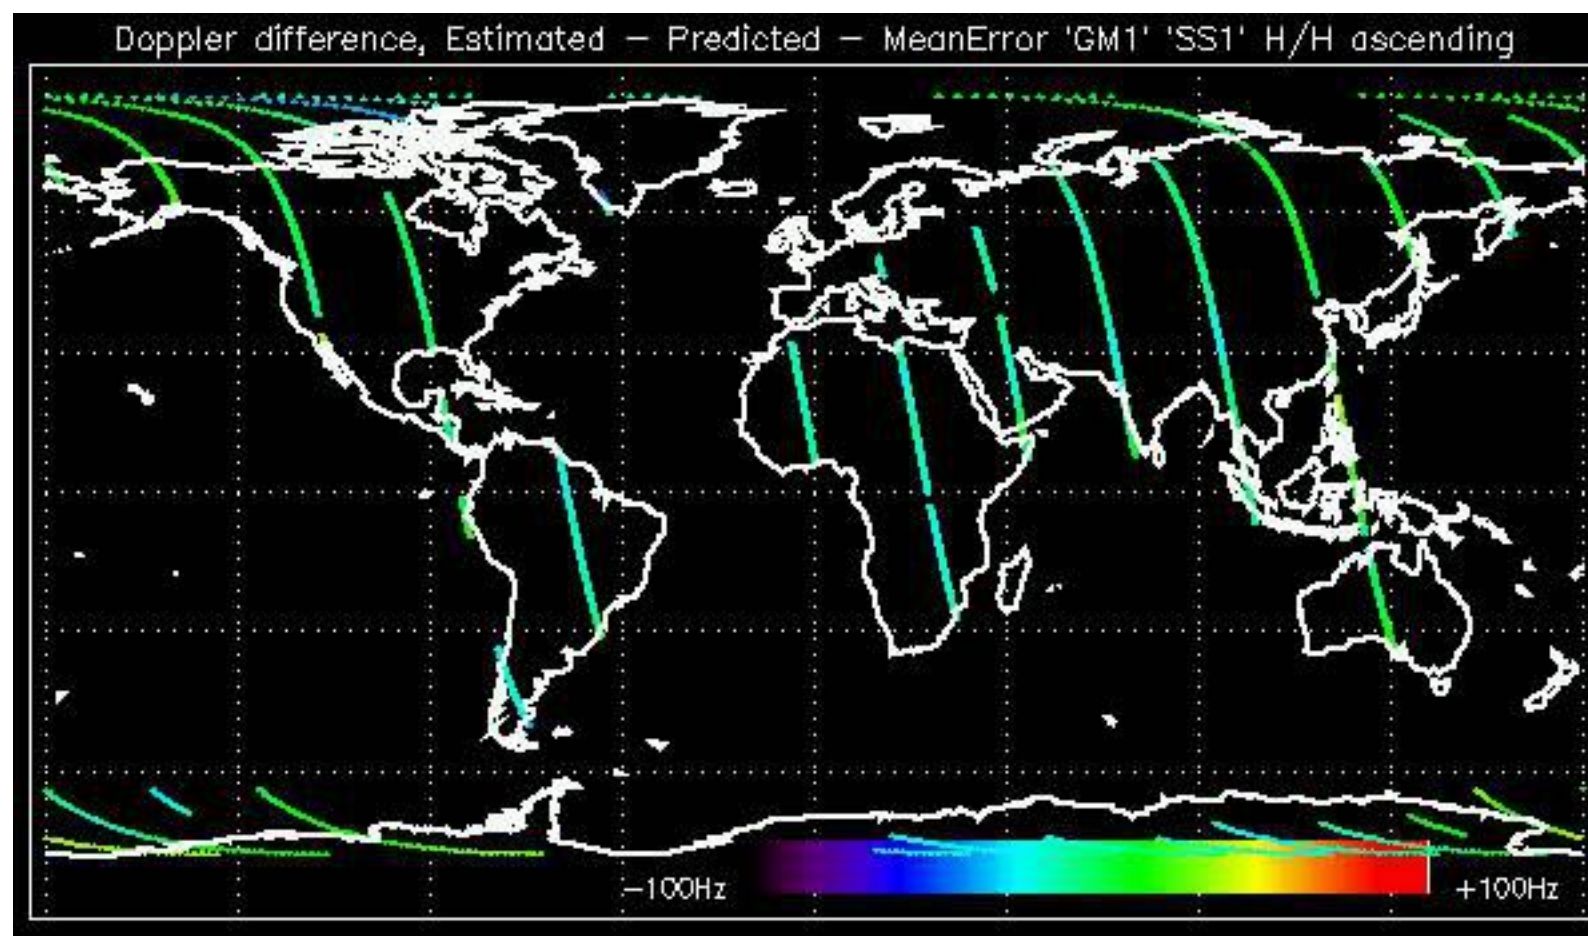 Doppler difference, Estimated – Predicted – MeanError 'GM1' 'SS1' H/H ascending
–100Hz
+100Hz